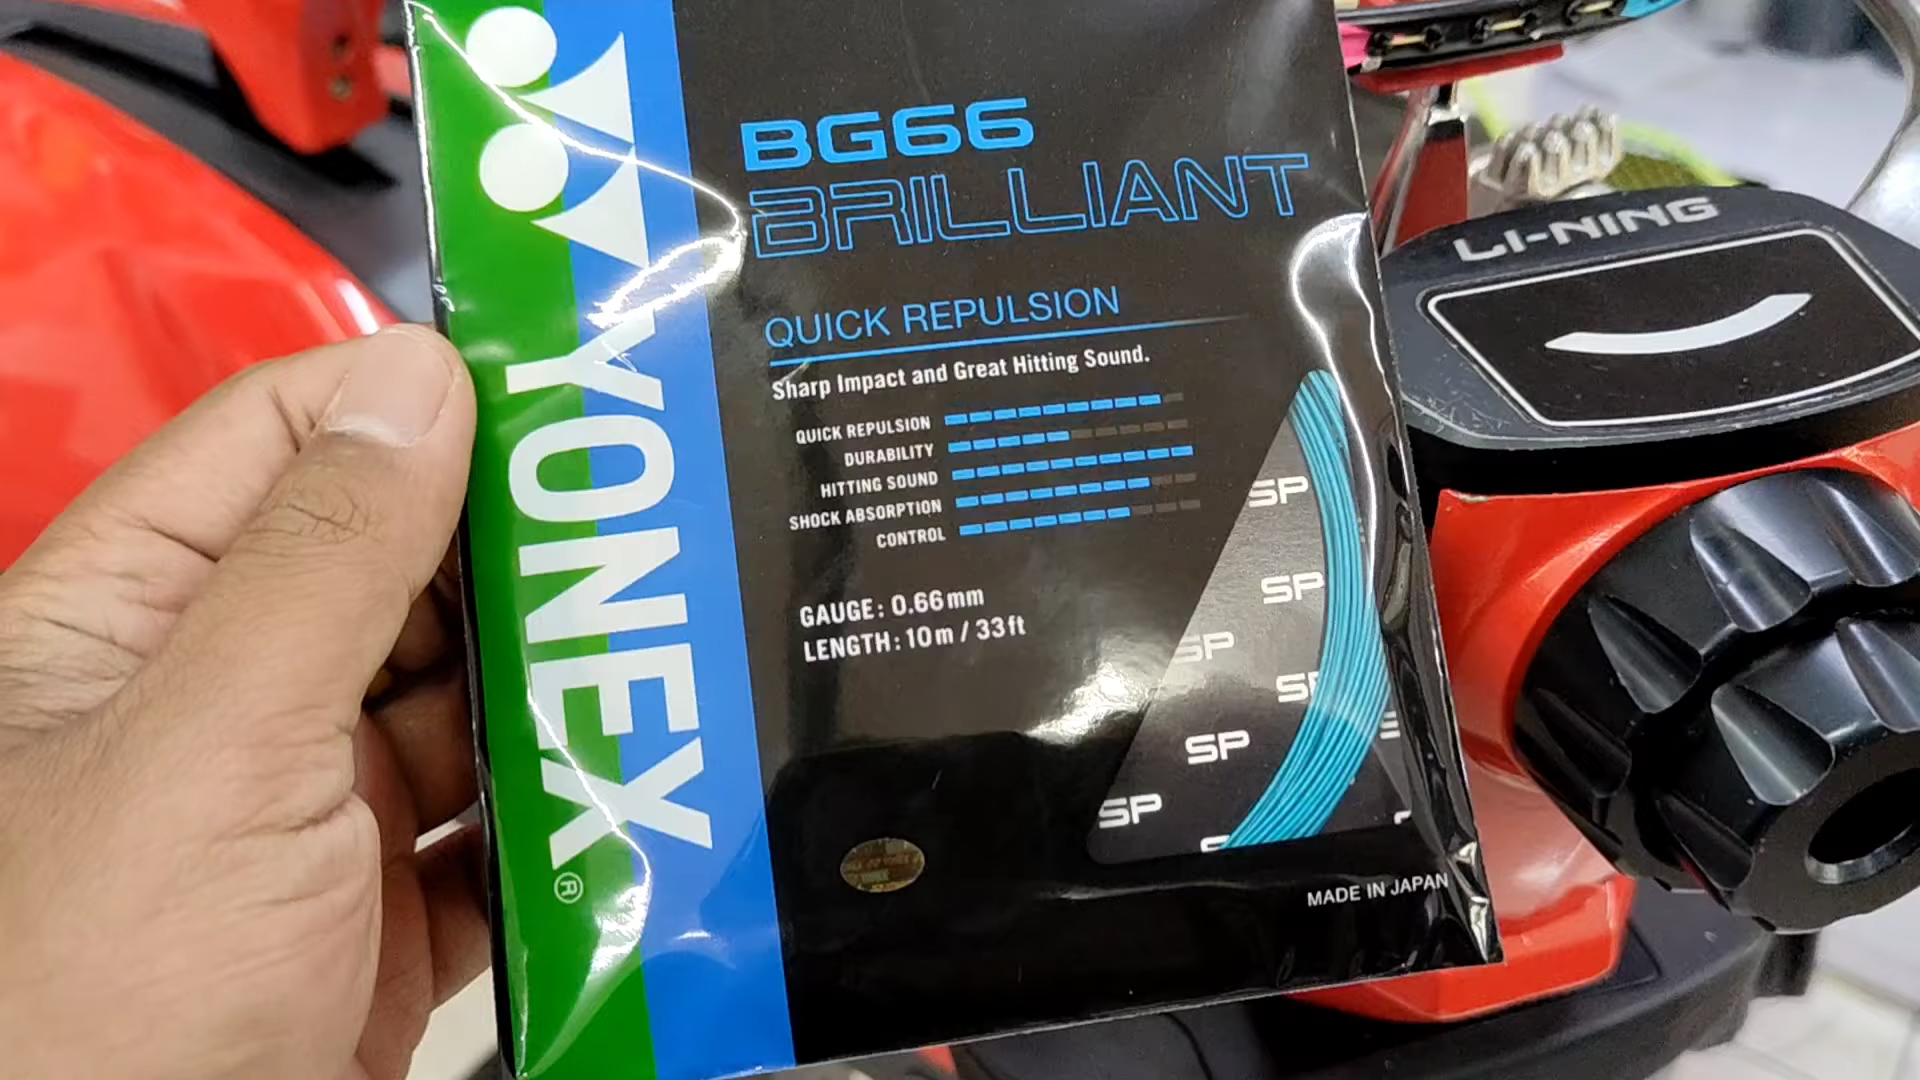 YONEX
®
BG66
BRILLIANT
QUICK REPULSION
Sharp Impact and Great Hitting Sound.
QUICK REPULSION
DURABILITY
HITTING SOUND
SHOCK ABSORPTION
CONTROL
GAUGE: 0.66mm
LENGTH: 10m / 33ft
SP
SP
SP
SP
SP
SP
MADE IN JAPAN
LI-NING